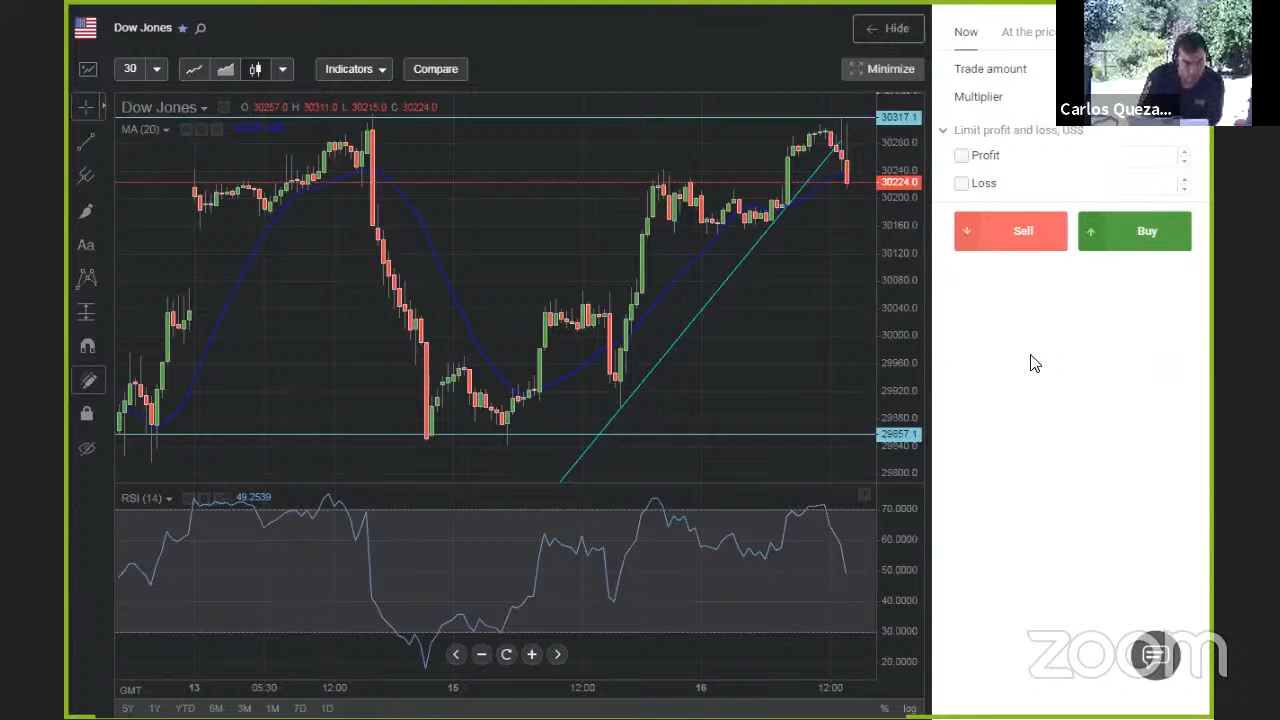 Dow Jones
Hide
Now
At the pric
Carlos Queza...
30
Indicators
Compare
Minimize
Trade amount
Multiplier
Limit profit and loss, US$
Profit
Loss
Sell
Buy
Dow Jones
O 30257.0 H 30311.0 L 30215.0 C 30224.0
MA (20)
30317.1
30280.0
30240.0
30224.0
30200.0
30160.0
30120.0
30080.0
30040.0
30000.0
29960.0
29920.0
29880.0
29857.1
29840.0
29800.0
Aa
RSI (14)
49.2539
70.0000
60.0000
50.0000
40.0000
30.0000
20.0000
GMT
13
05:30
12:00
15
12:00
16
12:00
5Y
1Y
YTD
6M
3M
1M
7D
1D
%
log
zoom